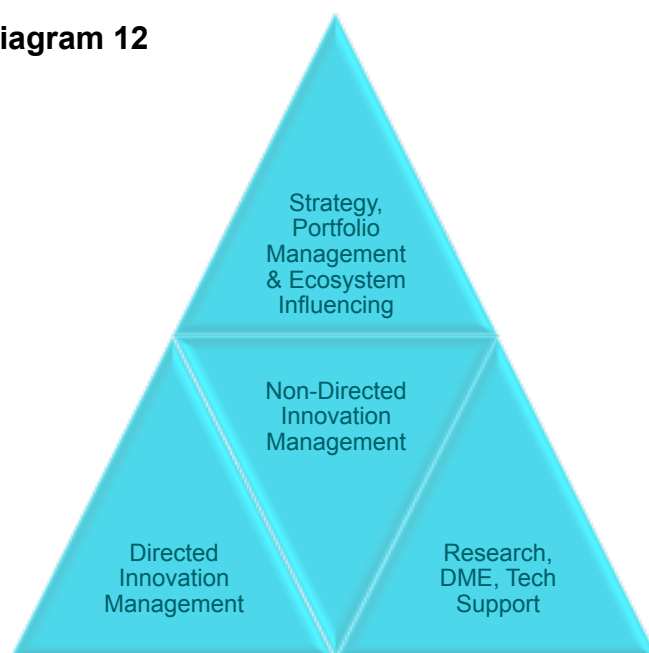 iagram 12
Strategy,
Portfolio
Management
& Ecosystem
Influencing
Non-Directed
Innovation
Management
Directed
Innovation
Management
Research,
DME, Tech
Support